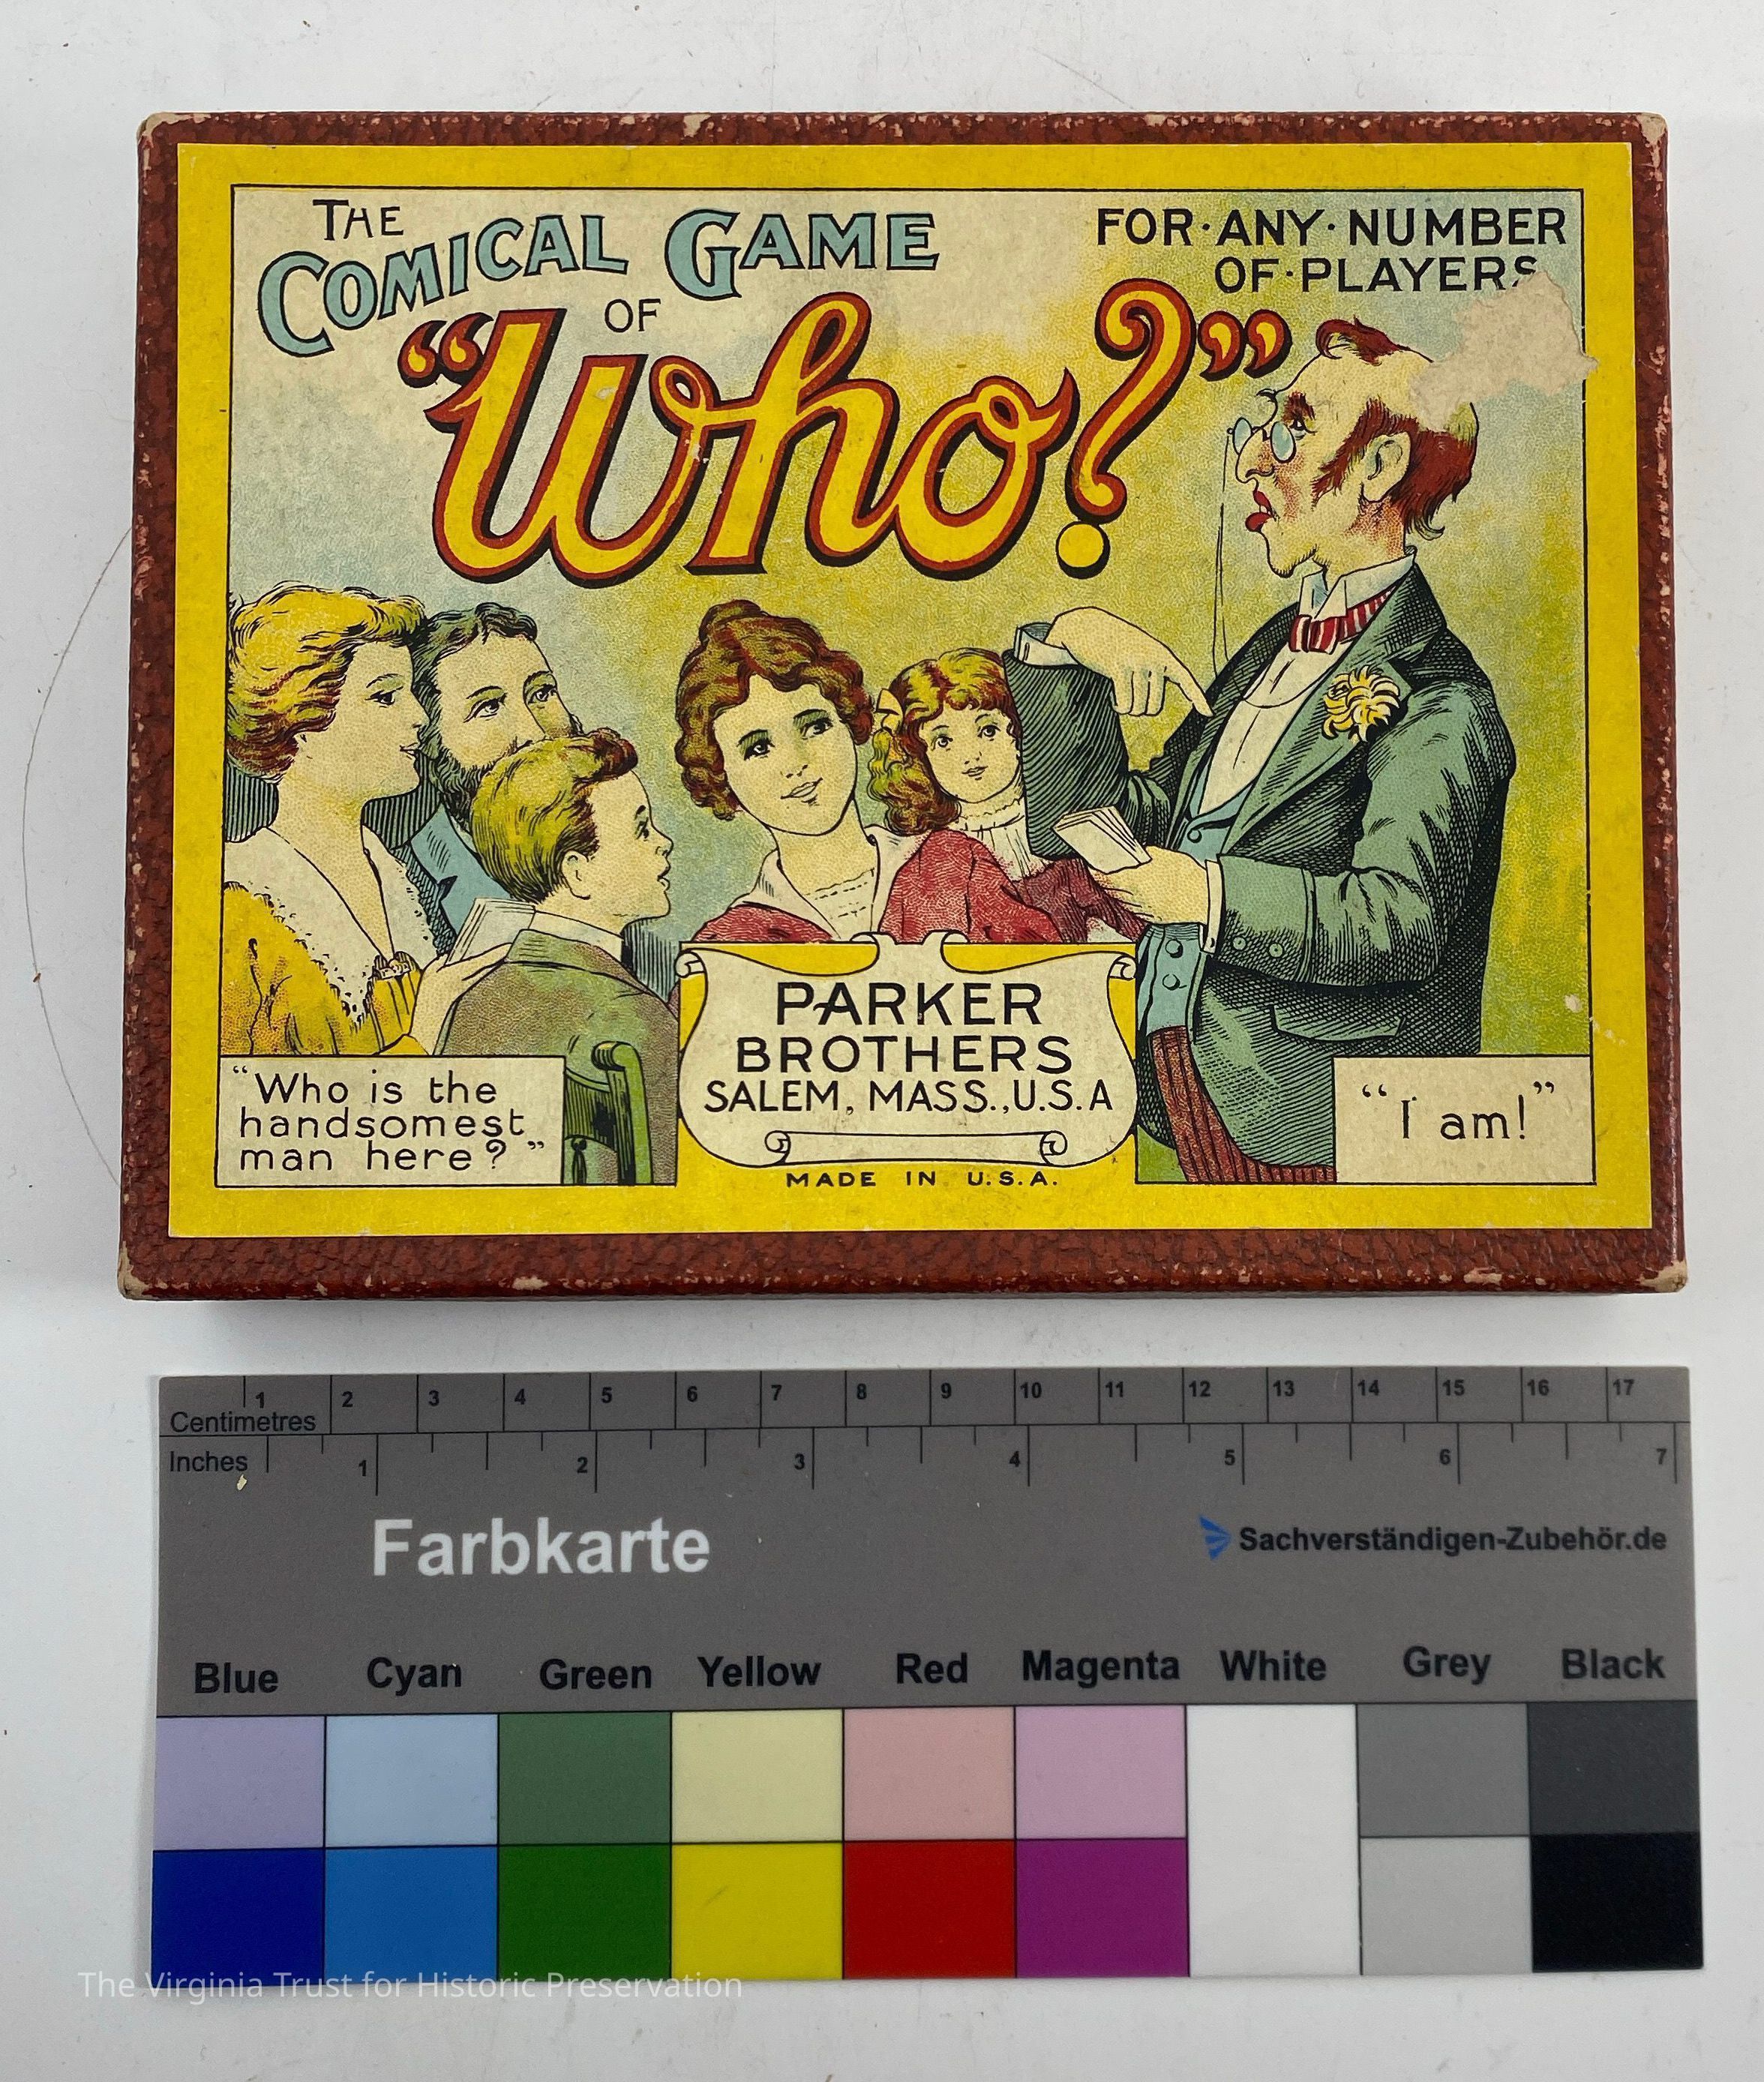 THE
COMICAL GAME
OF
"Who?"
FOR·ANY·NUMBER
OF·PLAYERS
"Who is the
handsomest
man here?"
PARKER
BROTHERS
SALEM, MASS., U.S.A
MADE IN U.S.A.
"I am!"
1 2 3 4 5 6 7 8 9 10 11 12 13 14 15 16 17
Centimetres
Inches 1 2 3 4 5 6 7
Farbkarte
Sachverständigen-Zubehör.de
Blue Cyan Green Yellow Red Magenta White Grey Black
The Virginia Trust for Historic Preservation